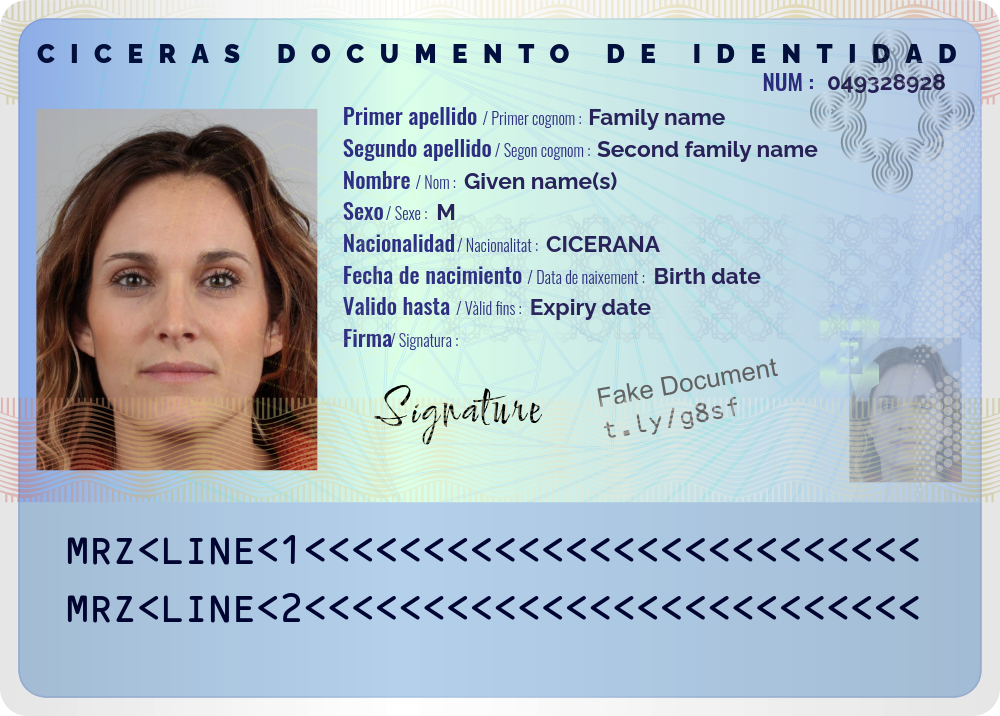 CICERAS DOCUMENTO DE IDENTIDAD
NUM : 049328928
Primer apellido / Primer cognom : Family name
Segundo apellido / Segon cognom : Second family name
Nombre / Nom : Given name(s)
Sexo / Sexe : M
Nacionalidad / Nacionalitat : CICERANA
Fecha de nacimiento / Data de naixement : Birth date
Valido hasta / Vàlid fins : Expiry date
Firma/ Signatura :
Signature
Fake Document
t.ly/g8sf
MRZ<LINE<1<<<<<<<<<<<<<<<<<<<<<<<<<<
MRZ<LINE<2<<<<<<<<<<<<<<<<<<<<<<<<<<